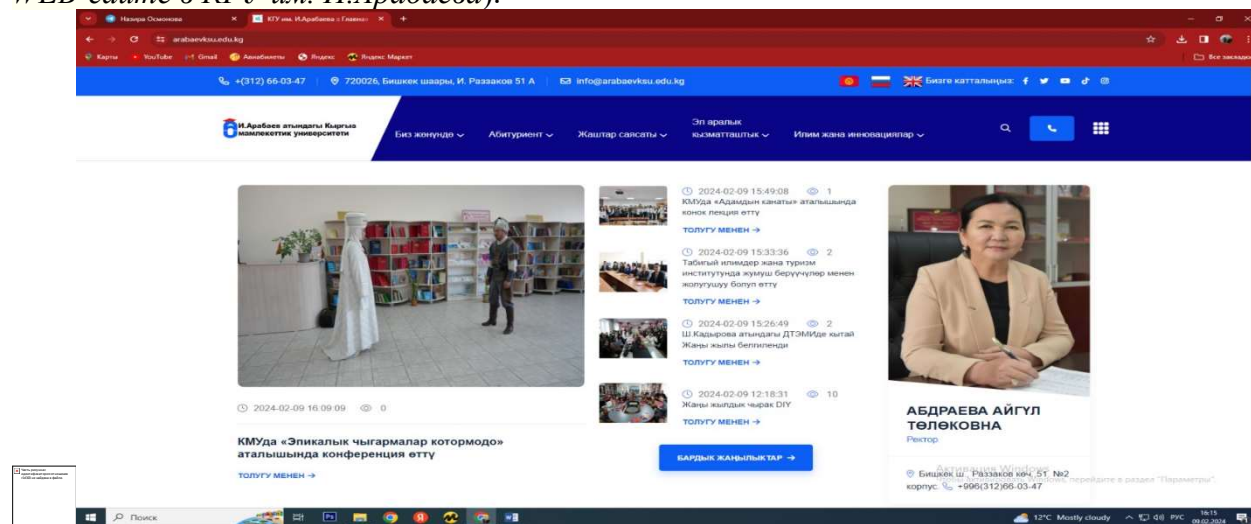 WEB-сайте в КГУ им. И.Арабаева).
Назира Осмонова
КГУ им. И.Арабаева :: Главная
arabaevksu.edu.kg
Карты
YouTube
Gmail
Авиабилеты
Яндекс
Яндекс Маркет
Все закладки
+(312) 66-03-47
720026, Бишкек шаары, И. Раззаков 51 А
info@arabaevksu.edu.kg
Бизге катталыңыз:
И.Арабаев атындагы Кыргыз
мамлекеттик университети
Биз жөнүндө
Абитуриент
Жаштар саясаты
Эл аралык
кызматташтык
Илим жана инновациялар
2024-02-09 16:09:09 0
КМУда «Эпикалык чыгармалар котормодо»
аталышында конференция өттү
ТОЛУГУ МЕНЕН →
2024-02-09 15:49:08 1
КМУда «Адамдын канаты» аталышында
конок лекция өттү
ТОЛУГУ МЕНЕН →
2024-02-09 15:33:36 2
Табигый илимдер жана туризм
институтунда жумуш берүүчүлөр менен
жолугушуу болуп өттү
ТОЛУГУ МЕНЕН →
2024-02-09 15:26:49 2
Ш.Кадырова атындагы ДТЭМИде кытай
Жаңы жылы белгиленди
ТОЛУГУ МЕНЕН →
2024-02-09 12:18:31 10
Жаңы жылдык чырак DIY
ТОЛУГУ МЕНЕН →
БАРДЫК ЖАҢЫЛЫКТАР →
АБДРАЕВА АЙГҮЛ
ТӨЛӨКОВНА
Ректор
Бишкек ш., Раззаков көч, 51, №2
корпус. +996(312)66-03-47
Активация Windows
Windows, перейдите в раздел "Параметры".
Поиск
12°C Mostly cloudy
РУС
16:15
09.02.2024